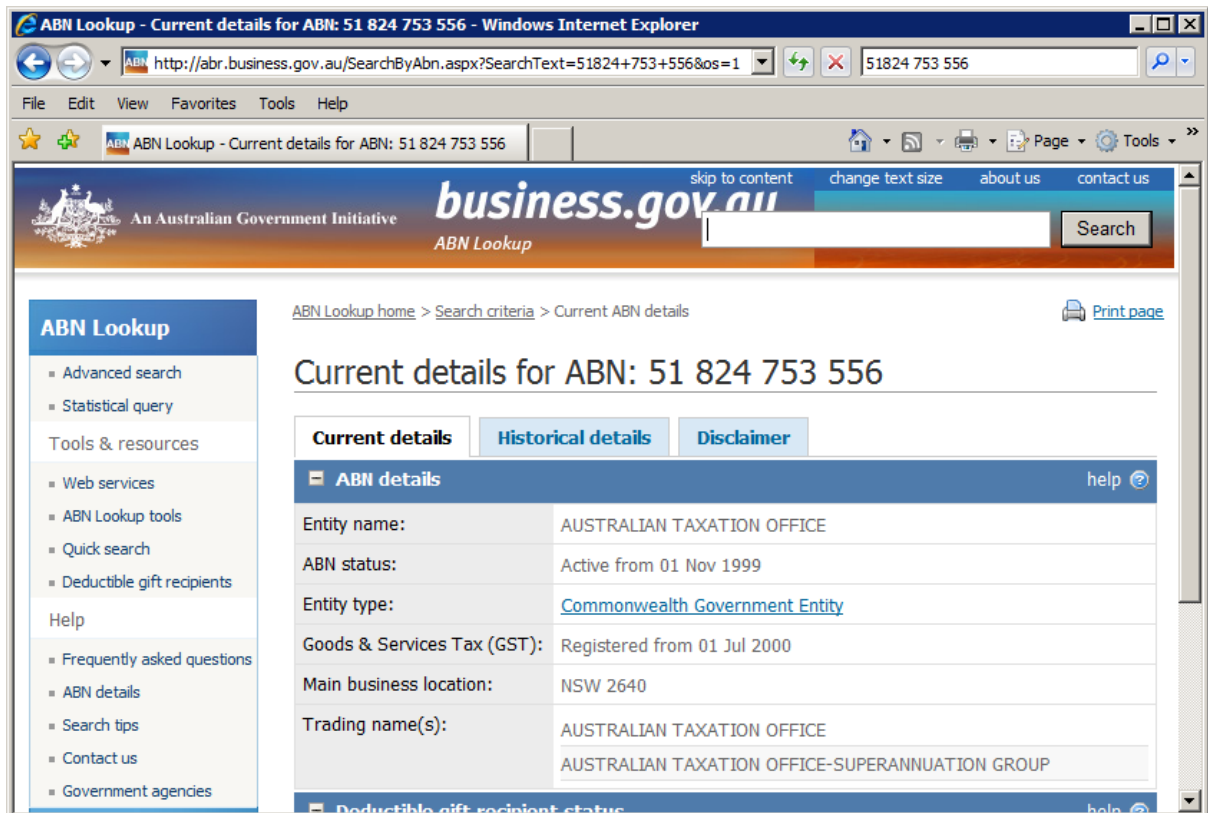 ABN Lookup - Current details for ABN: 51 824 753 556 - Windows Internet Explorer
ABN http://abr.business.gov.au/SearchByAbn.aspx?SearchText=51824+753+556&os=1 51824 753 556
File Edit View Favorites Tools Help
ABN ABN Lookup - Current details for ABN: 51 824 753 556 Page Tools »
skip to content change text size about us contact us
An Australian Government Initiative business.gov.au Search
ABN Lookup
ABN Lookup home > Search criteria > Current ABN details Print page
ABN Lookup
Advanced search
Statistical query
Tools & resources
Web services
ABN Lookup tools
Quick search
Deductible gift recipients
Help
Frequently asked questions
ABN details
Search tips
Contact us
Government agencies
Current details for ABN: 51 824 753 556
Current details Historical details Disclaimer
ABN details help ?
Entity name: AUSTRALIAN TAXATION OFFICE
ABN status: Active from 01 Nov 1999
Entity type: Commonwealth Government Entity
Goods & Services Tax (GST): Registered from 01 Jul 2000
Main business location: NSW 2640
Trading name(s): AUSTRALIAN TAXATION OFFICE
AUSTRALIAN TAXATION OFFICE-SUPERANNUATION GROUP
Deductible gift recipient status help ?